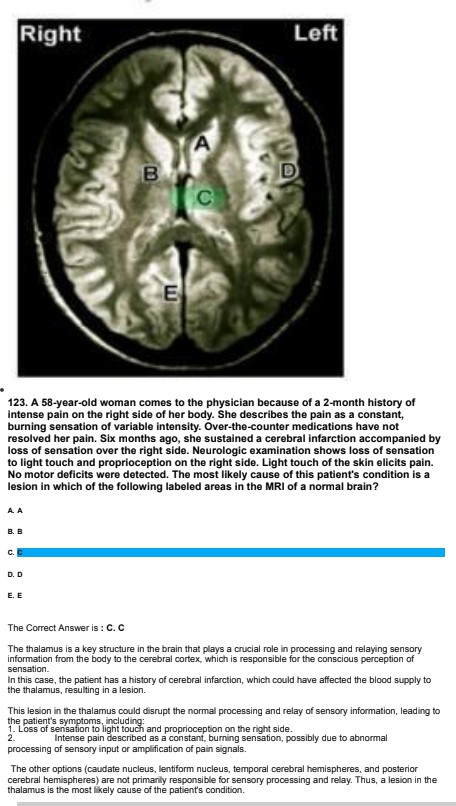 Right Left
A
B
D
C
E
123. A 58-year-old woman comes to the physician because of a 2-month history of
intense pain on the right side of her body. She describes the pain as a constant,
burning sensation of variable intensity. Over-the-counter medications have not
resolved her pain. Six months ago, she sustained a cerebral infarction accompanied by
loss of sensation over the right side. Neurologic examination shows loss of sensation
to light touch and proprioception on the right side. Light touch of the skin elicits pain.
No motor deficits were detected. The most likely cause of this patient's condition is a
lesion in which of the following labeled areas in the MRI of a normal brain?
A. A
B. B
C. C
D. D
E. E
The Correct Answer is : C. C
The thalamus is a key structure in the brain that plays a crucial role in processing and relaying sensory
information from the body to the cerebral cortex, which is responsible for the conscious perception of
sensation.
In this case, the patient has a history of cerebral infarction, which could have affected the blood supply to
the thalamus, resulting in a lesion.
This lesion in the thalamus could disrupt the normal processing and relay of sensory information, leading to
the patient's symptoms, including:
1. Loss of sensation to light touch and proprioception on the right side.
2. Intense pain described as a constant, burning sensation, possibly due to abnormal
processing of sensory input or amplification of pain signals.
The other options (caudate nucleus, lentiform nucleus, temporal cerebral hemispheres, and posterior
cerebral hemispheres) are not primarily responsible for sensory processing and relay. Thus, a lesion in the
thalamus is the most likely cause of the patient's condition.